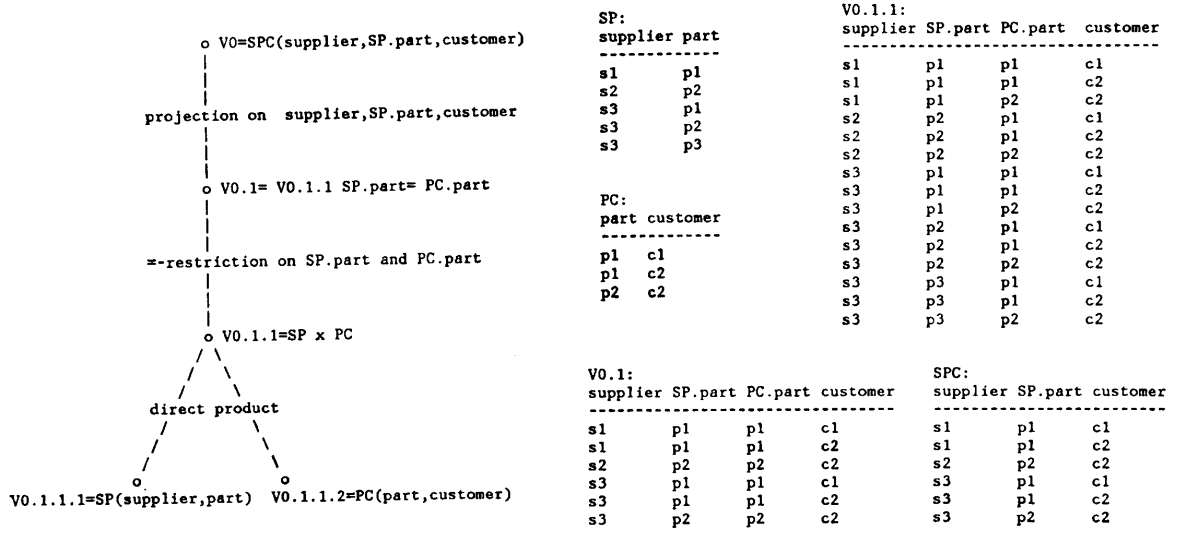 V0=SPC(supplier,SP.part,customer)
projection on supplier,SP.part,customer
V0.1= V0.1.1 SP.part= PC.part
=-restriction on SP.part and PC.part
V0.1.1=SP x PC
direct product
V0.1.1.1=SP(supplier,part) V0.1.1.2=PC(part,customer)
SP:
supplier part
s1 p1
s2 p2
s3 p1
s3 p2
s3 p3
PC:
part customer
p1 c1
p1 c2
p2 c2
V0.1.1:
supplier SP.part PC.part customer
s1 p1 p1 c1
s1 p1 p1 c2
s1 p1 p2 c2
s2 p2 p1 c1
s2 p2 p1 c2
s2 p2 p2 c2
s3 p1 p1 c1
s3 p1 p1 c2
s3 p1 p2 c2
s3 p2 p1 c1
s3 p2 p1 c2
s3 p2 p2 c2
s3 p3 p1 c1
s3 p3 p1 c2
s3 p3 p2 c2
V0.1:
supplier SP.part PC.part customer
s1 p1 p1 c1
s1 p1 p1 c2
s2 p2 p2 c2
s3 p1 p1 c1
s3 p1 p1 c2
s3 p2 p2 c2
SPC:
supplier SP.part customer
s1 p1 c1
s1 p1 c2
s2 p2 c2
s3 p1 c1
s3 p1 c2
s3 p2 c2